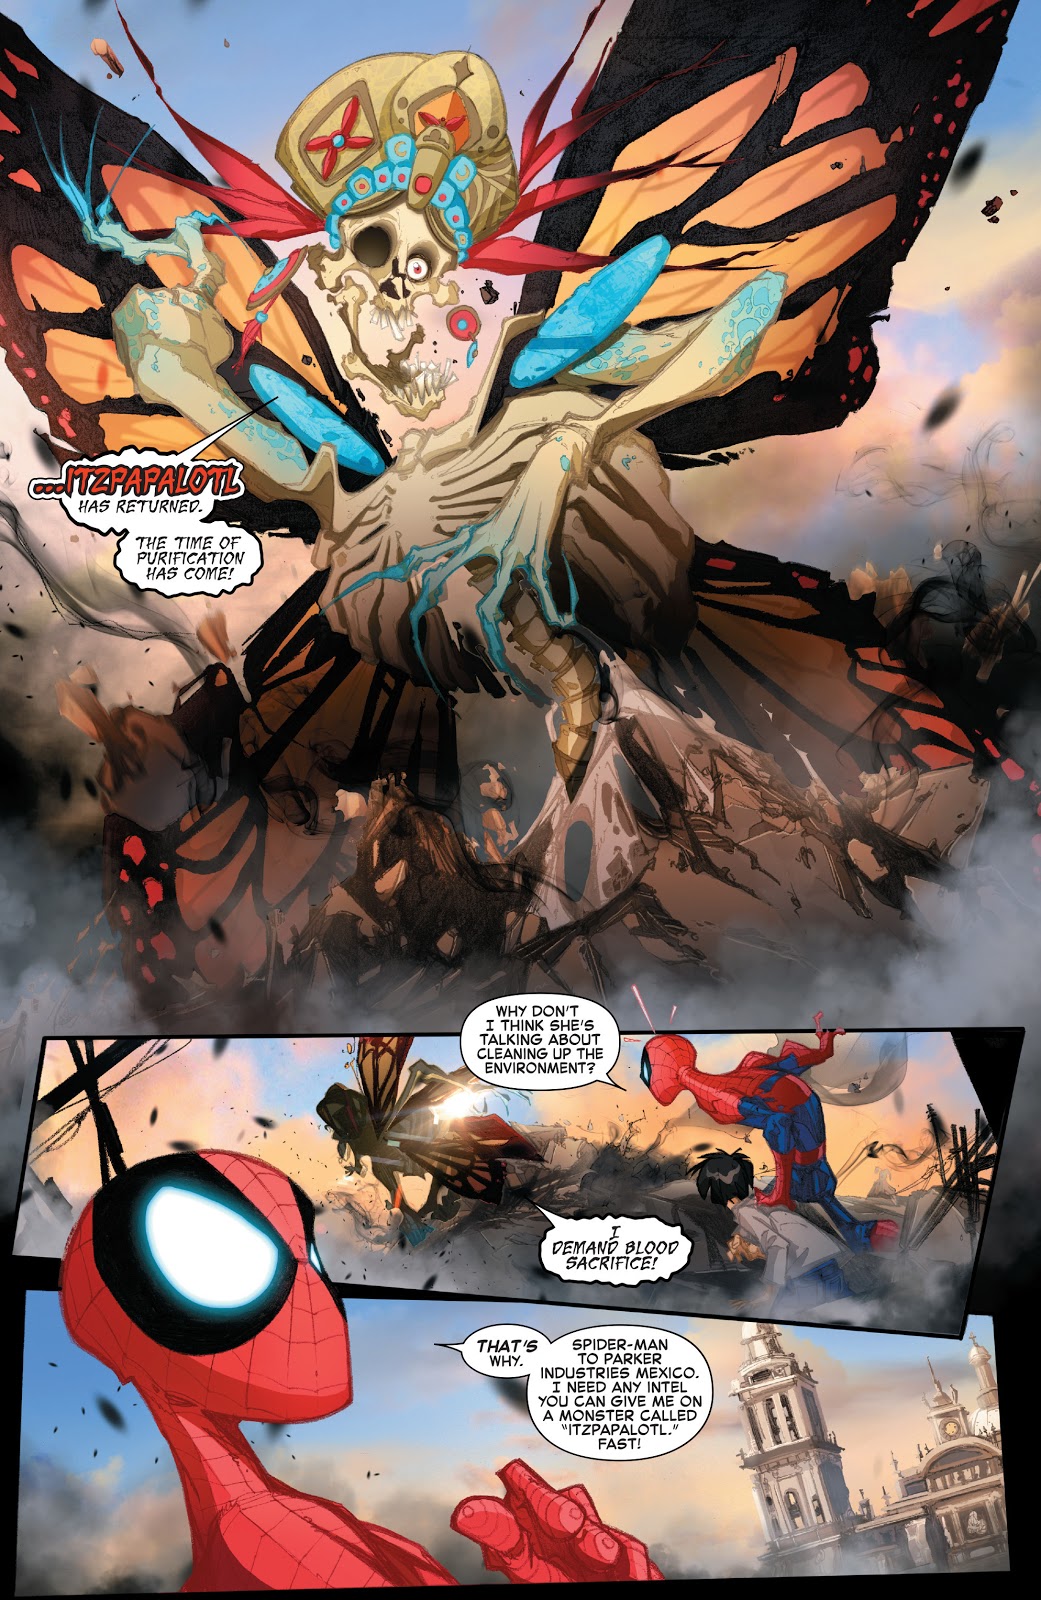 ...ITZPAPALOTL
HAS RETURNED.
THE TIME OF
PURIFICATION
HAS COME!
WHY DON'T
I THINK SHE'S
TALKING ABOUT
CLEANING UP THE
ENVIRONMENT?
I
DEMAND BLOOD
SACRIFICE!
THAT'S
WHY.
SPIDER-MAN
TO PARKER
INDUSTRIES MEXICO.
I NEED ANY INTEL
YOU CAN GIVE ME ON
A MONSTER CALLED
"ITZPAPALOTL."
FAST!